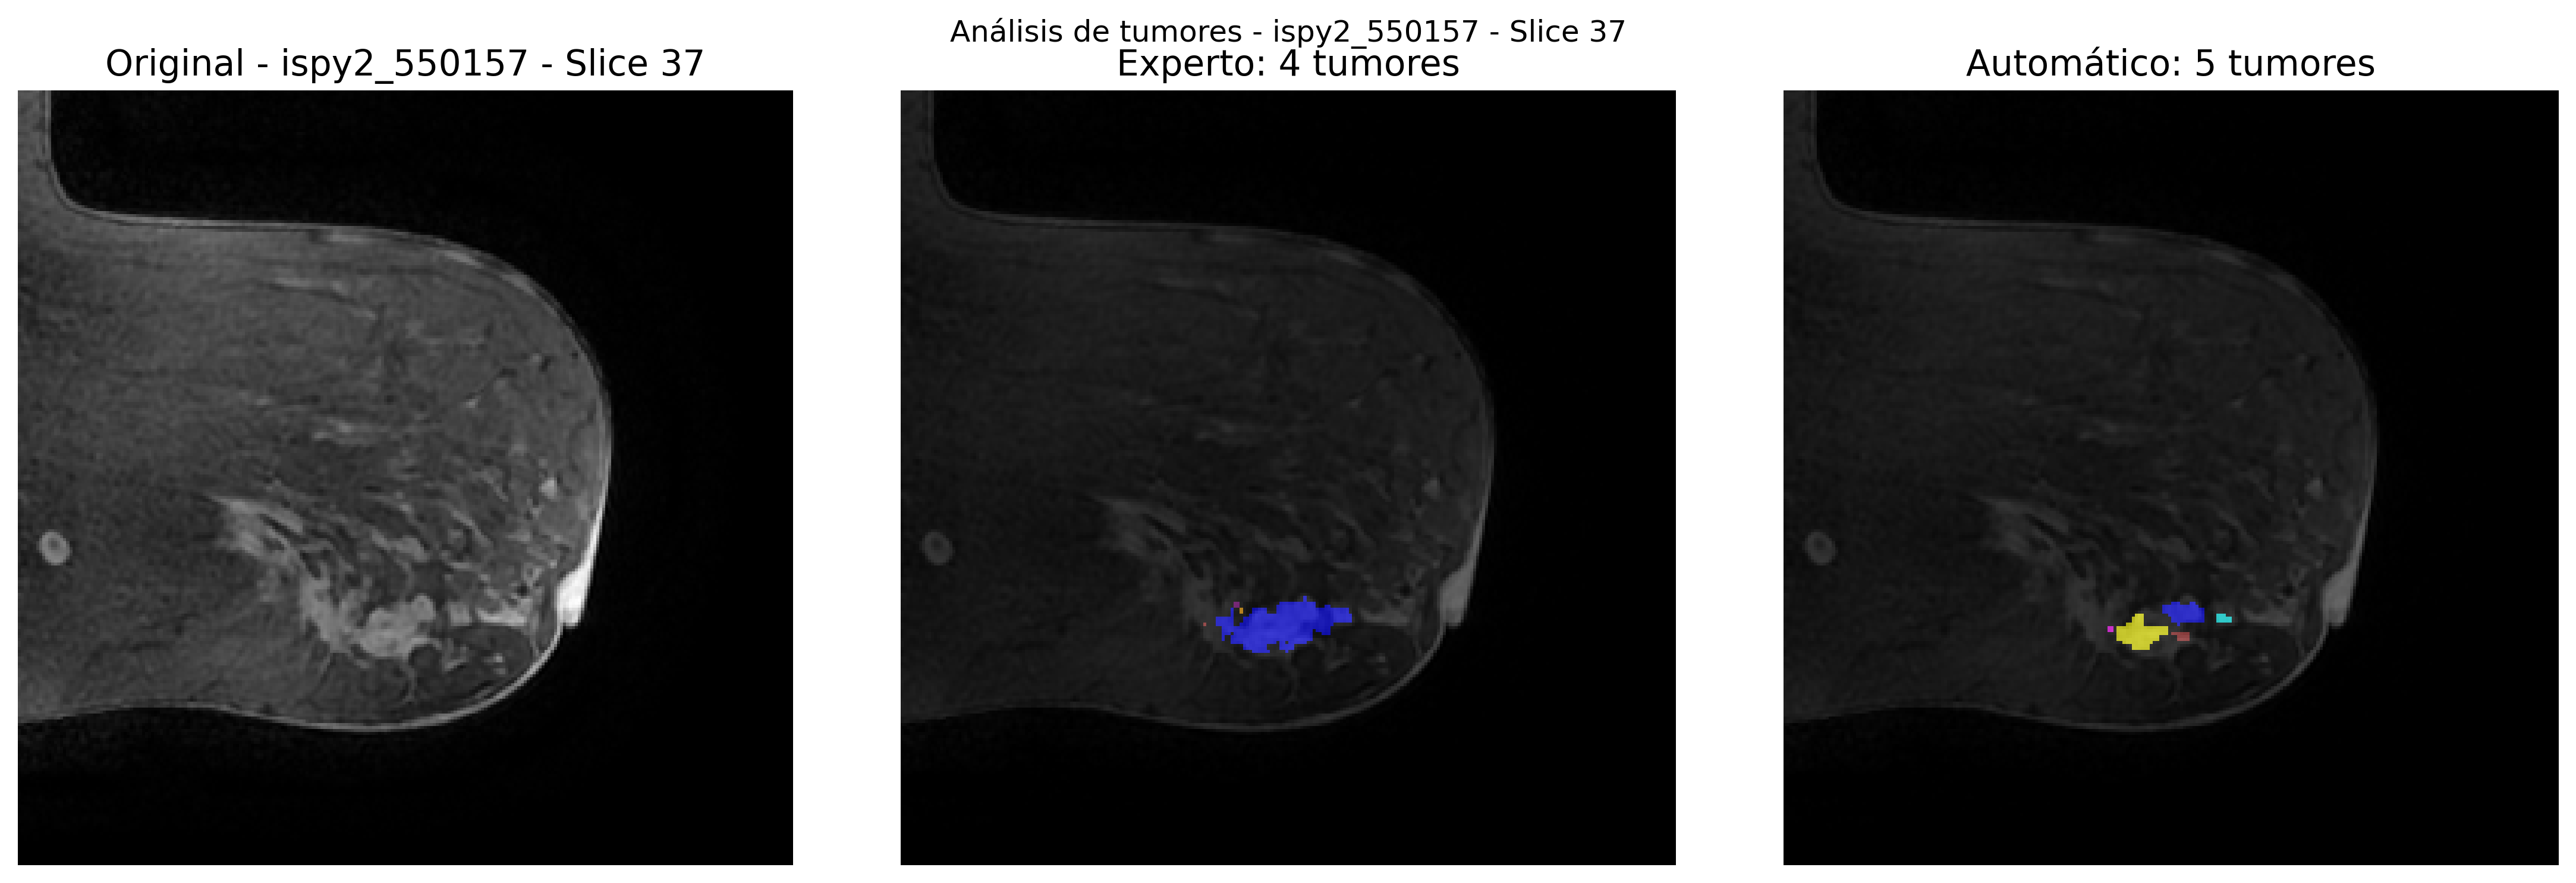 Análisis de tumores - ispy2_550157 - Slice 37
Original - ispy2_550157 - Slice 37
Experto: 4 tumores
Automático: 5 tumores